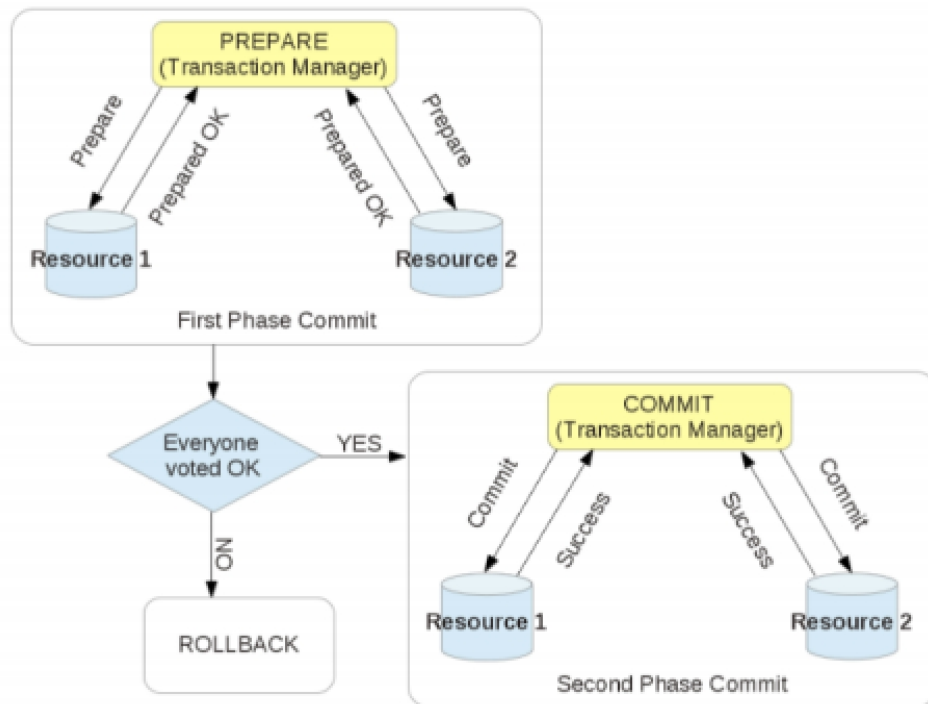 PREPARE
(Transaction Manager)
Prepare
Prepared OK
Prepared OK
Prepare
Resource 1
Resource 2
First Phase Commit
Everyone
voted OK
YES
NO
ROLLBACK
COMMIT
(Transaction Manager)
Commit
Success
Success
Commit
Resource 1
Resource 2
Second Phase Commit